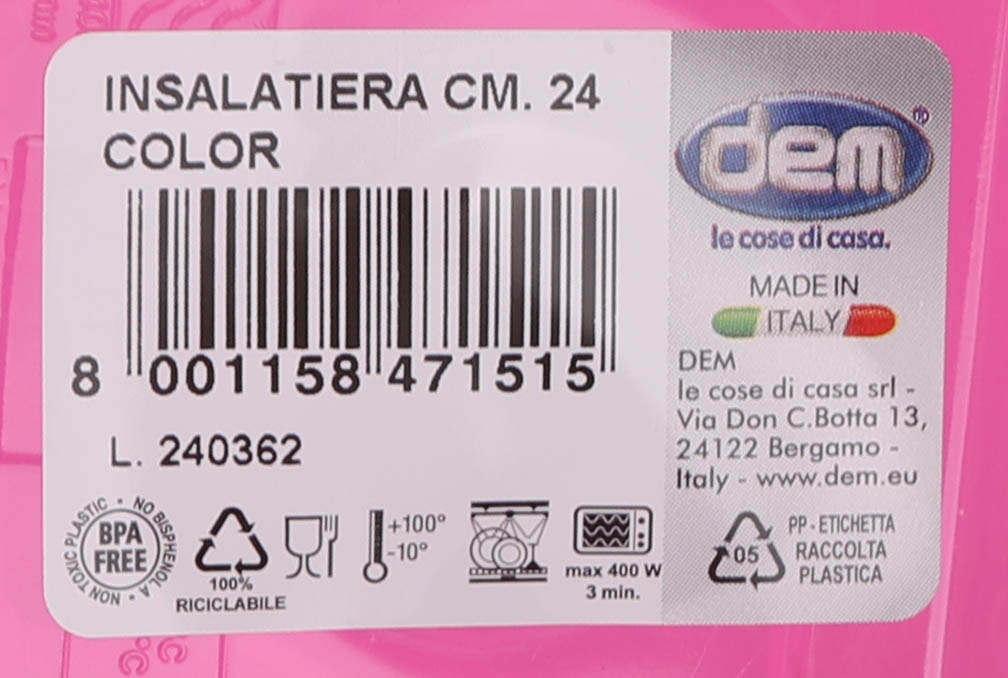 INSALATIERA CM. 24
COLOR
8 001158 471515
L. 240362
NON TOXIC PLASTIC • NO BISPHENOL A •
BPA
FREE
100%
RICICLABILE
+100°
-10°
max 400 W
3 min.
dem®
le cose di casa.
MADE IN
ITALY
DEM
le cose di casa srl -
Via Don C.Botta 13,
24122 Bergamo -
Italy - www.dem.eu
05
PP - ETICHETTA
RACCOLTA
PLASTICA